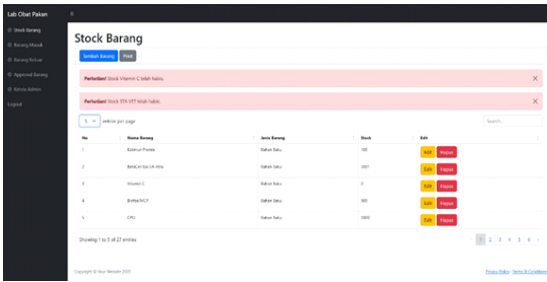 Lab Obat Pakan
Stock Barang
Barang Masuk
Barang Keluar
Approval Barang
Kelola Admin
Logout
Stock Barang
Tambah Barang Print
Perhatian! Stock Vitamin C telah habis.
Perhatian! Stock STA-VIT telah habis.
5 entries per page
Search...
No Nama Barang Jenis Barang Stock Edit
1 Bahan Baku 100 Edit Hapus
2 Bahan Baku Edit Hapus
3 Vitamin C Bahan Baku 0 Edit Hapus
4 Bahan Baku Edit Hapus
5 CPU Bahan Baku Edit Hapus
Showing 1 to 5 of 27 entries
1 2 3 4 5 6 ›
Copyright © Your Website 2023
Privacy Policy · Terms & Conditions